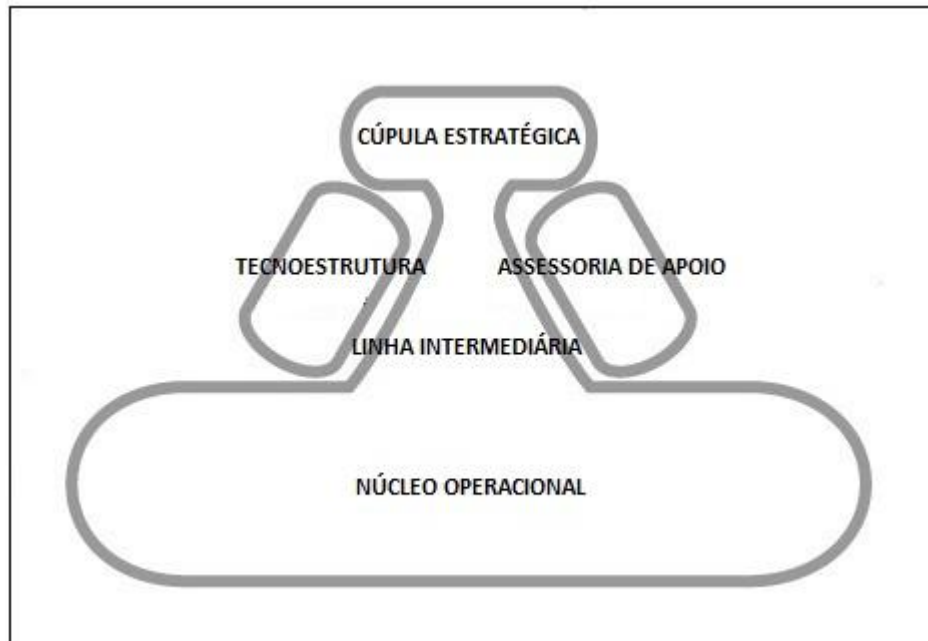 CÚPULA ESTRATÉGICA
TECNOESTRUTURA
ASSESSORIA DE APOIO
LINHA INTERMEDIÁRIA
NÚCLEO OPERACIONAL